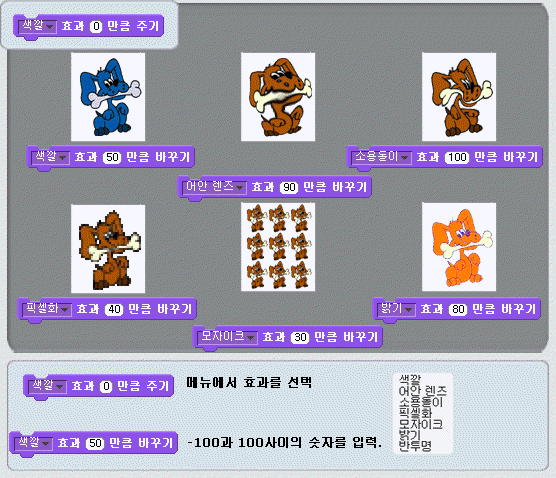 색깔 효과 0 만큼 주기
색깔 효과 50 만큼 바꾸기
소용돌이 효과 100 만큼 바꾸기
어안 렌즈 효과 90 만큼 바꾸기
픽셀화 효과 40 만큼 바꾸기
밝기 효과 80 만큼 바꾸기
모자이크 효과 30 만큼 바꾸기
색깔 효과 0 만큼 주기
메뉴에서 효과를 선택
색깔
어안 렌즈
소용돌이
픽셀화
모자이크
밝기
반투명
색깔 효과 50 만큼 바꾸기
-100과 100사이의 숫자를 입력.